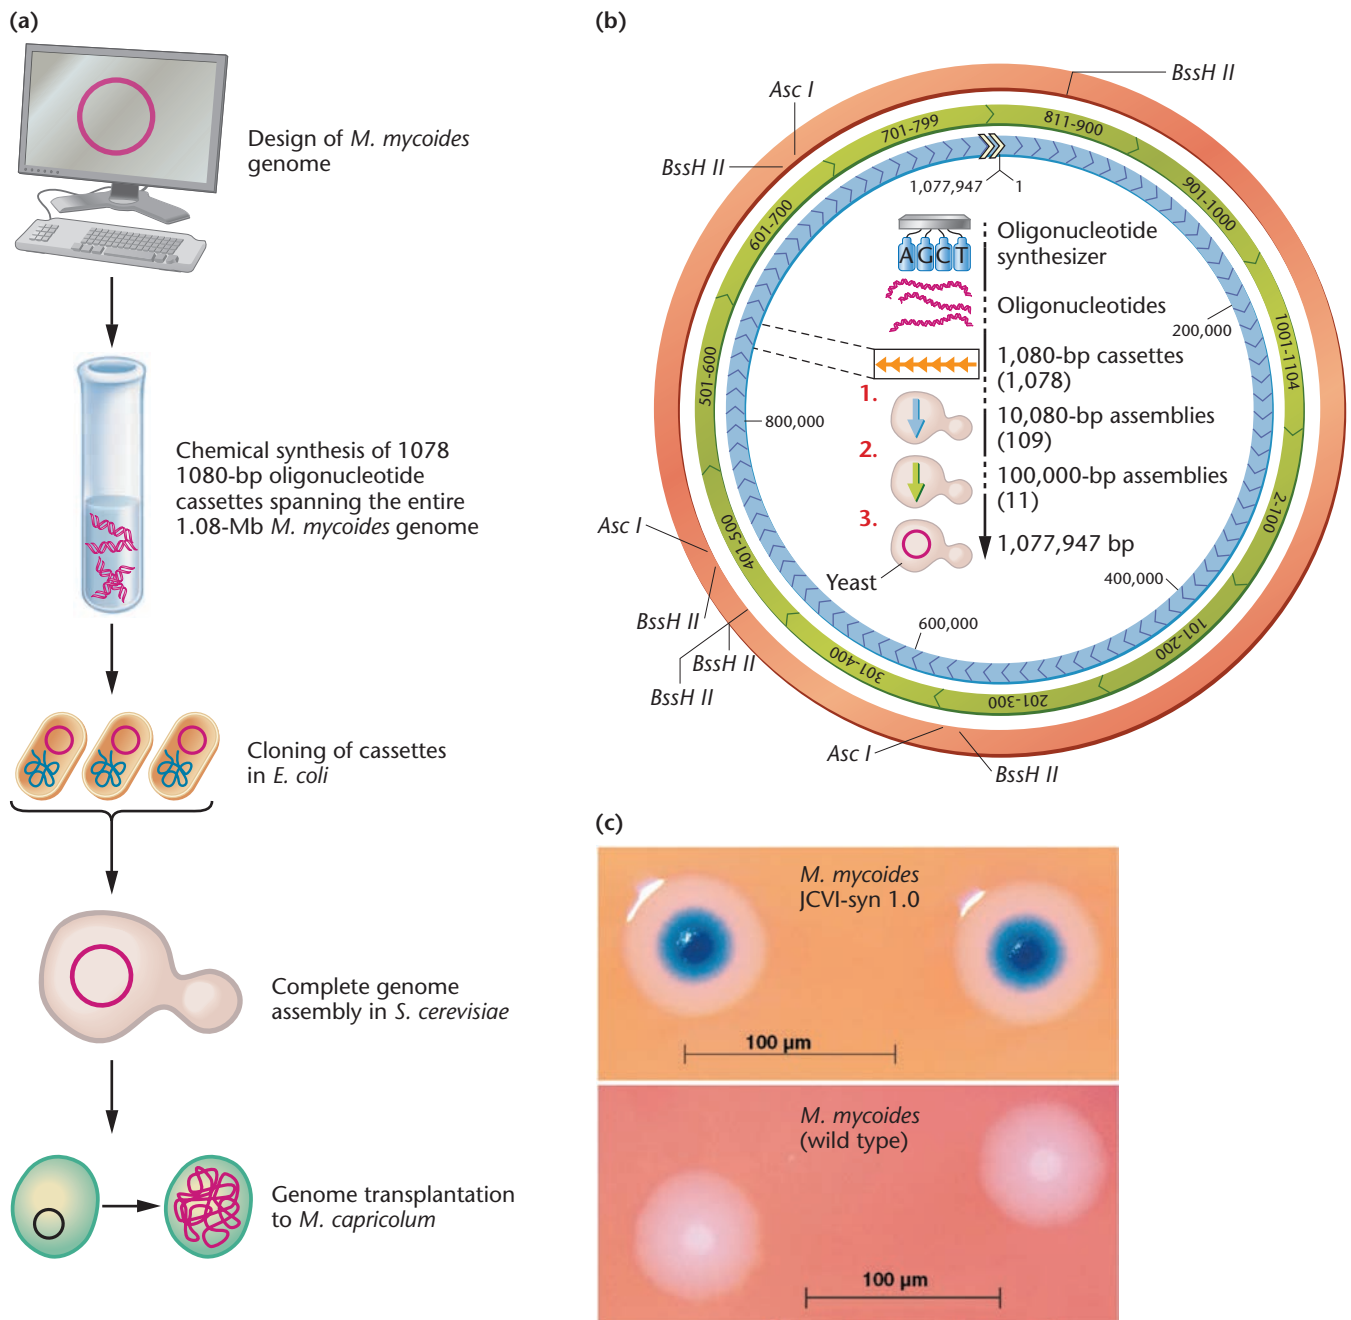 (a)
Design of M. mycoides
genome
Chemical synthesis of 1078
1080-bp oligonucleotide
cassettes spanning the entire
1.08-Mb M. mycoides genome
Cloning of cassettes
in E. coli
Complete genome
assembly in S. cerevisiae
Genome transplantation
to M. capricolum
(b)
BssH II
Asc I
BssH II
701-799
811-900
601-700
901-1000
501-600
1001-1104
401-500
2-100
301-400
101-200
201-300
1,077,947
1
200,000
800,000
400,000
600,000
A G C T
Oligonucleotide
synthesizer
Oligonucleotides
1,080-bp cassettes
(1,078)
1.
10,080-bp assemblies
(109)
2.
100,000-bp assemblies
(11)
3.
1,077,947 bp
Yeast
Asc I
BssH II
BssH II
BssH II
Asc I
BssH II
(c)
M. mycoides
JCVI-syn 1.0
100 µm
M. mycoides
(wild type)
100 µm